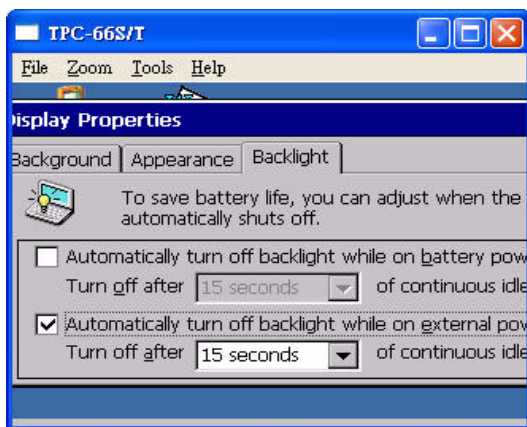 TPC-66S/T
File Zoom Tools Help
Display Properties
Background Appearance Backlight
To save battery life, you can adjust when the
automatically shuts off.
Automatically turn off backlight while on battery pow
Turn off after 15 seconds of continuous idle
Automatically turn off backlight while on external pow
Turn off after 15 seconds of continuous idle